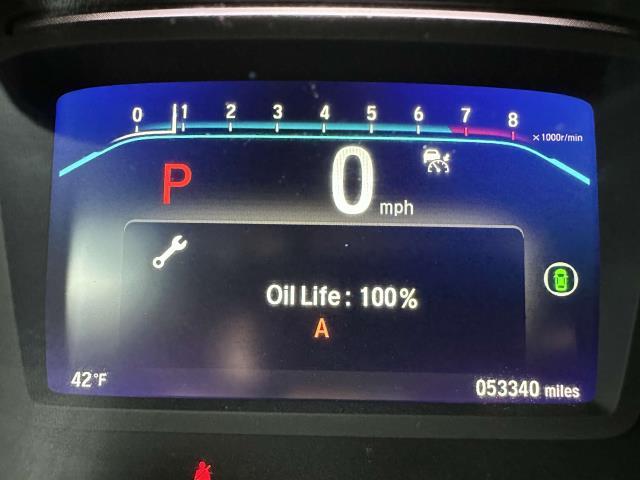 0 1 2 3 4 5 6 7 8
×1000r/min
P 0 mph
Oil Life : 100%
A
42°F 053340 miles